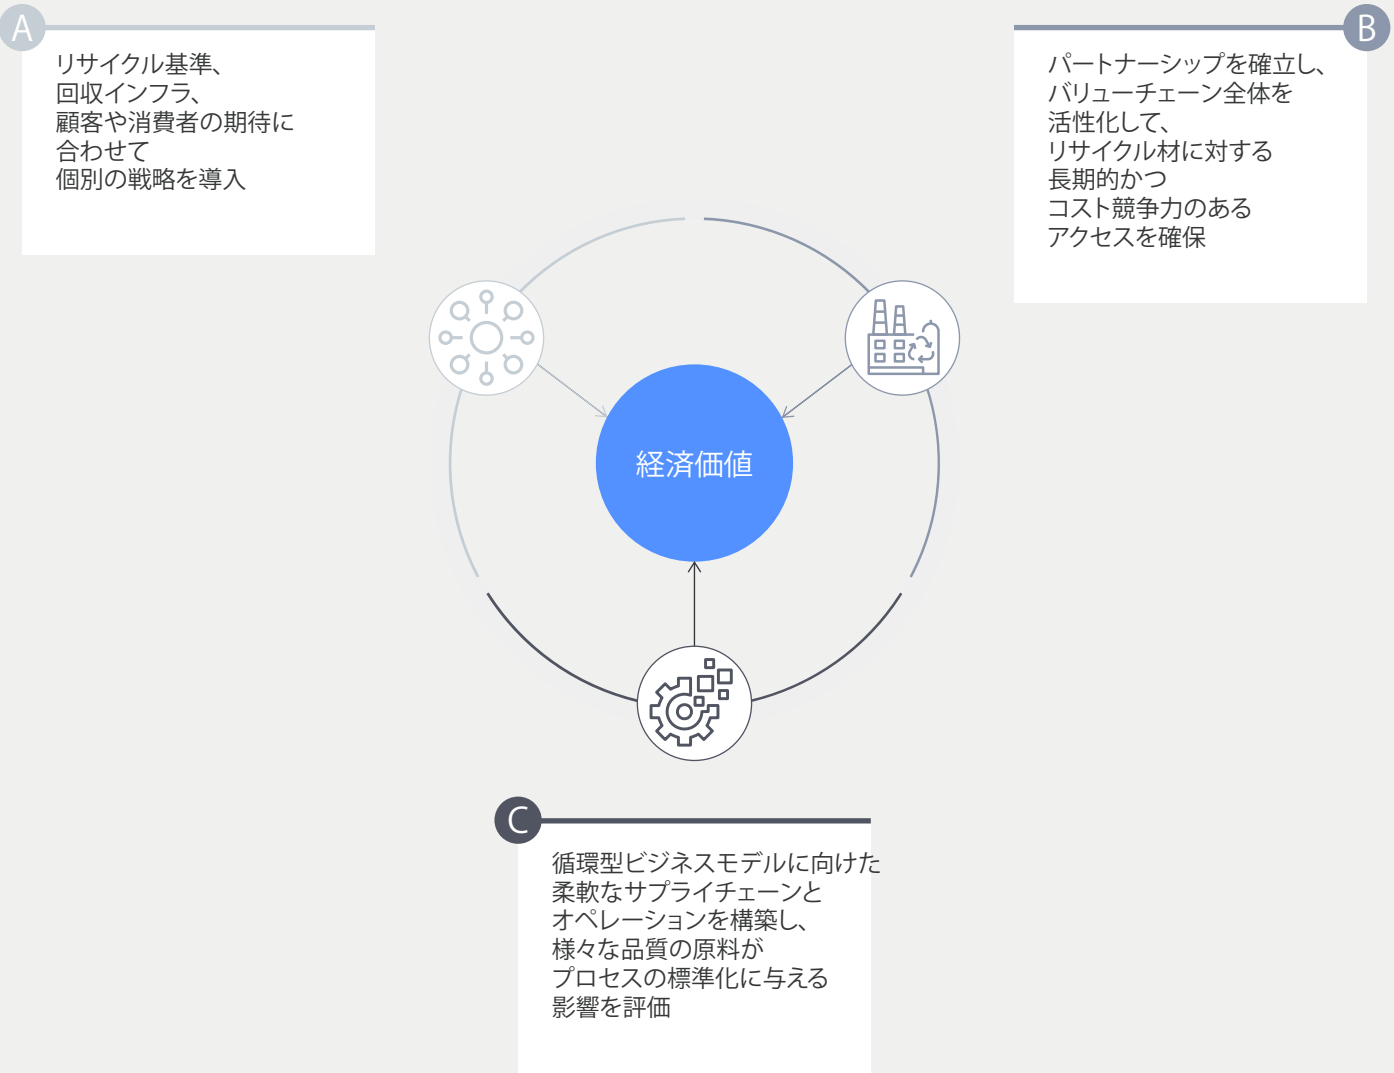 A
リサイクル基準、
回収インフラ、
顧客や消費者の期待に
合わせて
個別の戦略を導入
B
パートナーシップを確立し、
バリューチェーン全体を
活性化して、
リサイクル材に対する
長期的かつ
コスト競争力のある
アクセスを確保
経済価値
C
循環型ビジネスモデルに向けた
柔軟なサプライチェーンと
オペレーションを構築し、
様々な品質の原料が
プロセスの標準化に与える
影響を評価